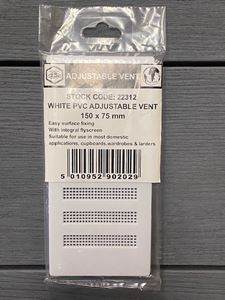 ADJUSTABLE VENT
STOCK CODE: 22312
WHITE PVC ADJUSTABLE VENT
150 x 75 mm
Easy surface fixing
With integral flyscreen
Suitable for use in most domestic
applications, cupboards,wardrobes & larders
5 010952 902029